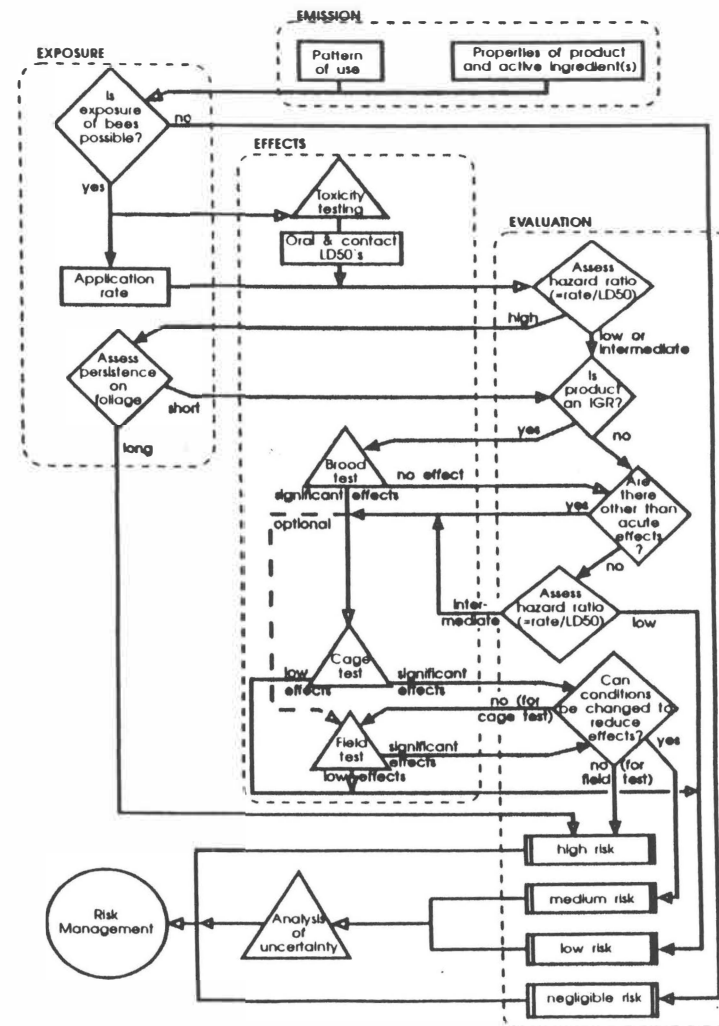 EMISSION
Pattern
of use
Properties of product
and active ingredient(s)
EXPOSURE
Is
exposure
of bees
possible?
no
yes
EFFECTS
Toxicity
testing
Oral & contact
LD50's
Application
rate
EVALUATION
Assess
hazard ratio
(=rate/LD50)
high
low or
intermediate
Assess
persistence
on
foliage
short
long
Is
product
an IGR?
yes
no
Brood
test
no effect
significant effects
optional
Are
there
other than
acute
effects
?
yes
no
Inter-
mediate
Assess
hazard ratio
(=rate/LD50)
low
Cage
test
low
effects
significant
effects
Can
conditions
be changed to
reduce
effects?
no (for
cage test)
yes
Field
test
significant
effects
low effects
no (for
field test)
high risk
medium risk
low risk
negligible risk
Analysis
of
uncertainty
Risk
Management